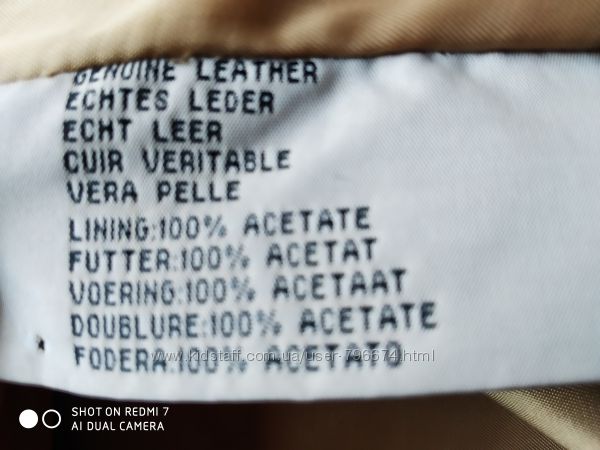 GENUINE LEATHER
ECHTES LEDER
ECHT LEER
CUIR VERITABLE
VERA PELLE
LINING:100% ACETATE
FUTTER:100% ACETAT
VOERING:100% ACETAAT
DOUBLURE:100% ACETATE
FODERA:100% ACETATO
www.kidstaff.com.ua/user-796674.html
SHOT ON REDMI 7
AI DUAL CAMERA